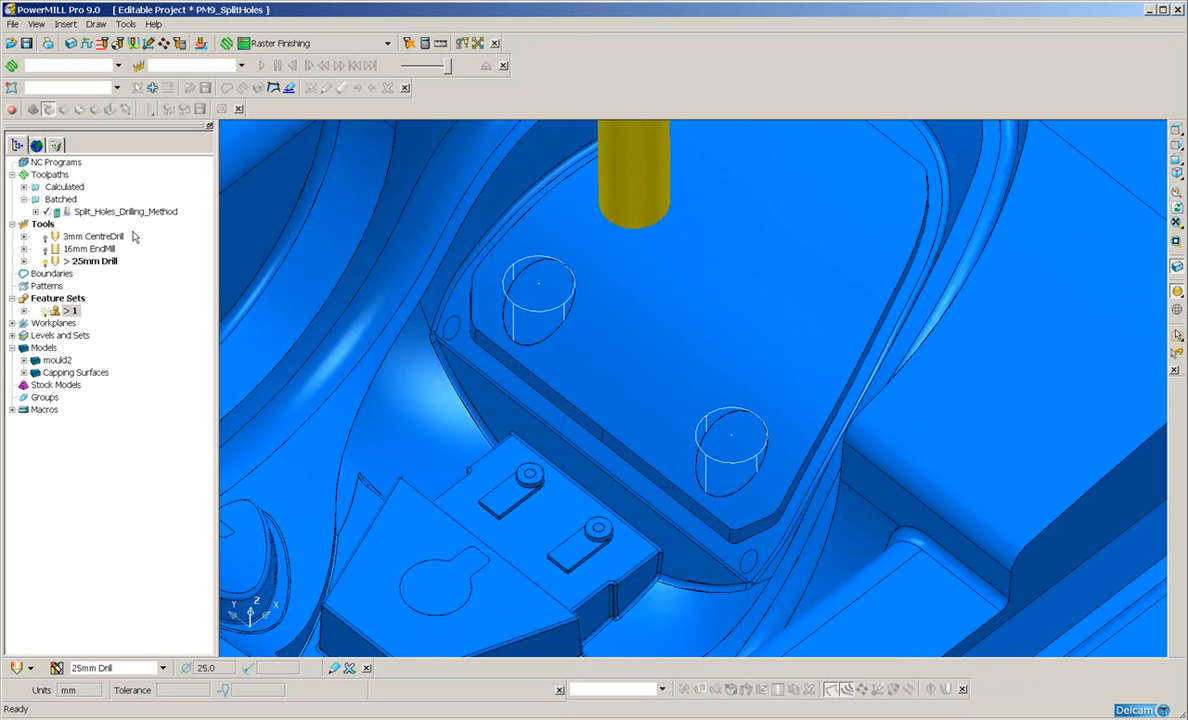 PowerMILL Pro 9.0 [ Editable Project * PM9_SplitHoles ]
File View Insert Draw Tools Help
Raster Finishing
NC Programs
Toolpaths
Calculated
Batched
Split_Holes_Drilling_Method
Tools
3mm CentreDrill
16mm EndMill
> 25mm Drill
Boundaries
Patterns
Feature Sets
> 1
Workplanes
Levels and Sets
Models
mould2
Capping Surfaces
Stock Models
Groups
Macros
Z
Y X
25mm Drill 25.0
Units mm Tolerance
Ready
Delcam